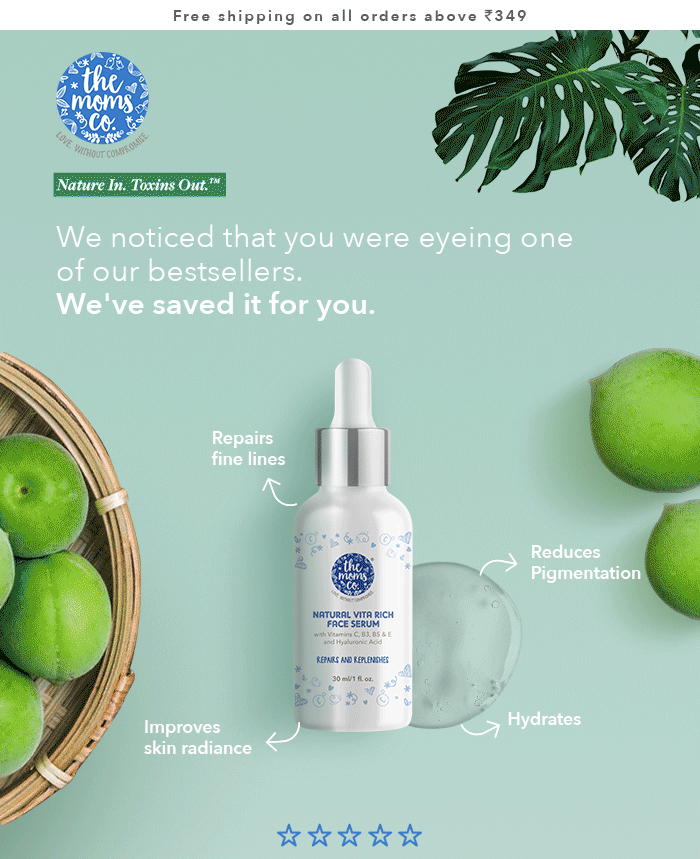 Free shipping on all orders above ₹349
the
moms
co.
LOVE. WITHOUT COMPROMISE
Nature In. Toxins Out.™
We noticed that you were eyeing one
of our bestsellers.
We've saved it for you.
Repairs
fine lines
Reduces
Pigmentation
the
moms
co.
LOVE. WITHOUT COMPROMISE
NATURAL VITA RICH
FACE SERUM
with Vitamins C, B3, B5 & E
and Hyaluronic Acid
REPAIRS AND REPLENISHES
30 ml/1 fl. oz.
Improves
skin radiance
Hydrates